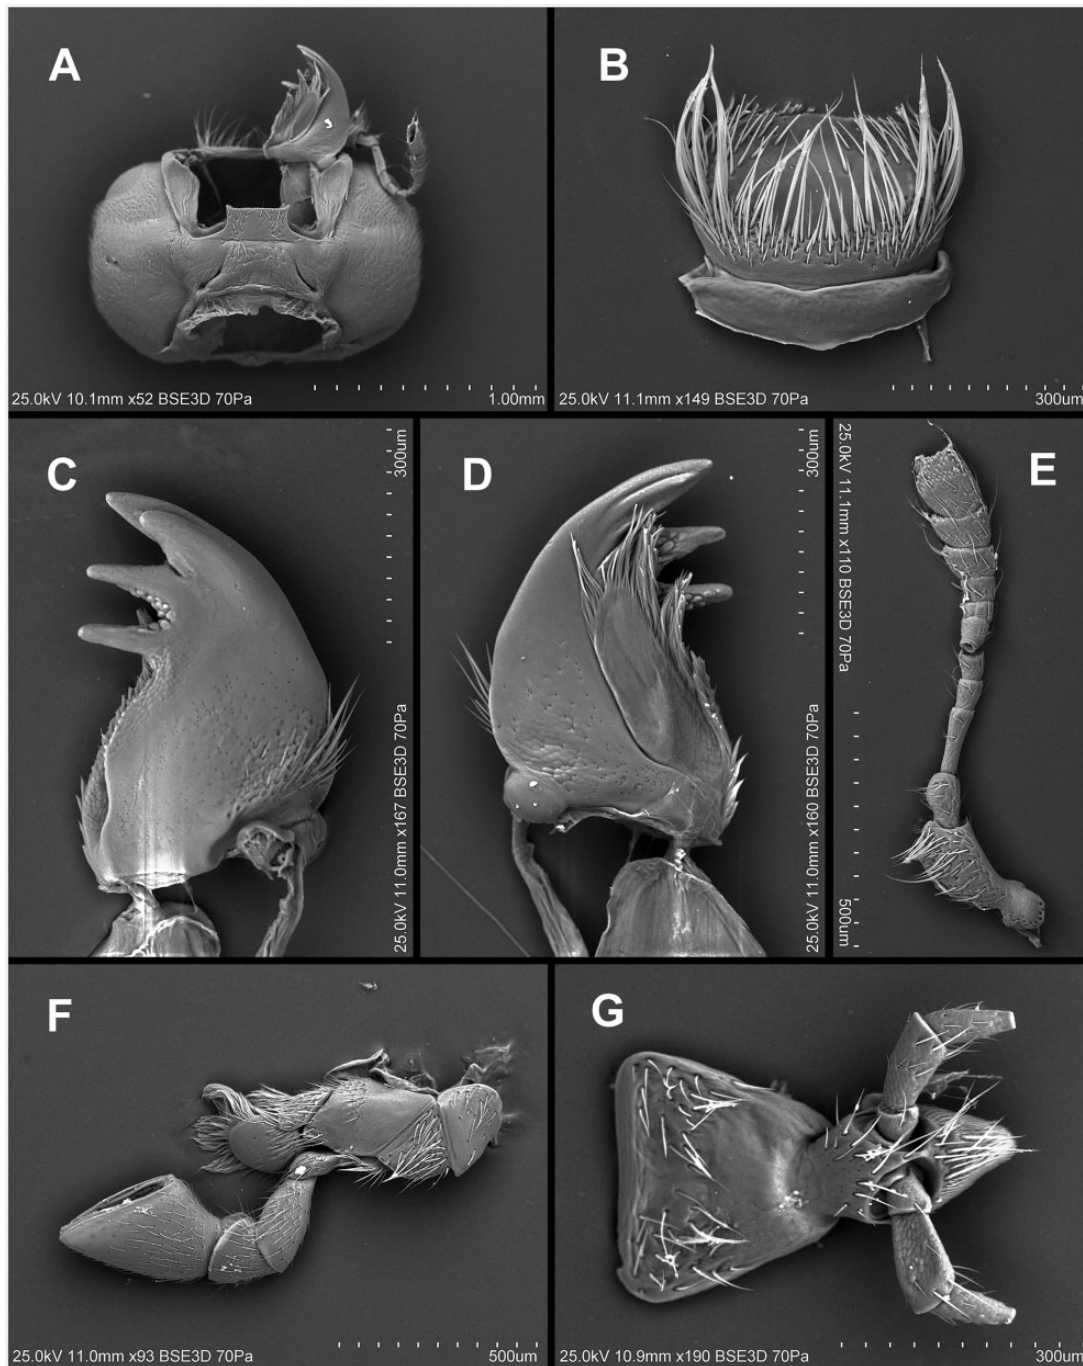 A
B
25.0kV 10.1mm x52 BSE3D 70Pa 1.00mm
25.0kV 11.1mm x149 BSE3D 70Pa 300um
C
25.0kV 11.0mm x167 BSE3D 70Pa 300um
D
25.0kV 11.0mm x160 BSE3D 70Pa 300um
E
25.0kV 11.1mm x110 BSE3D 70Pa 500um
F
G
25.0kV 11.0mm x93 BSE3D 70Pa 500um
25.0kV 10.9mm x190 BSE3D 70Pa 300um